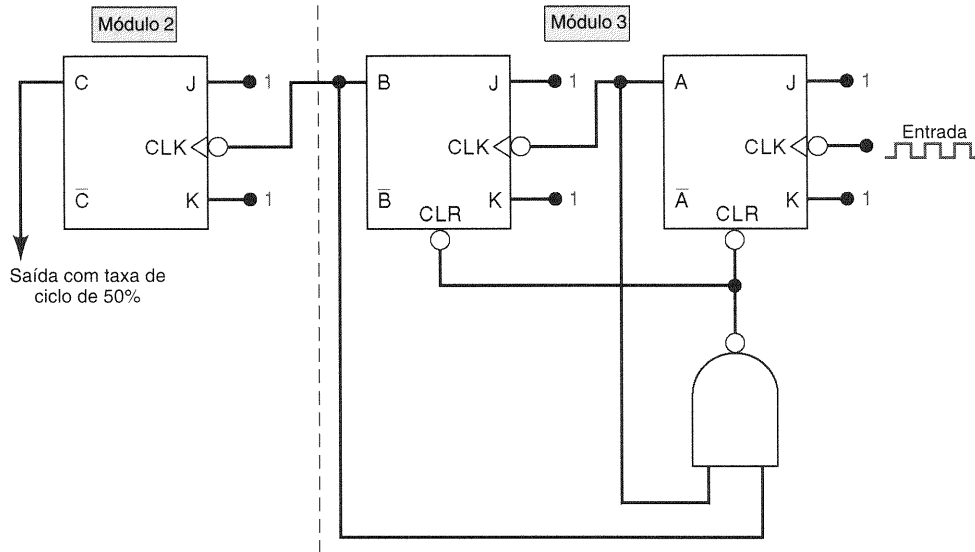 Módulo 2
Módulo 3
C
J
1
CLK
C̅
K
1
B
J
1
CLK
B̅
K
1
CLR
A
J
1
CLK
A̅
K
1
CLR
Entrada
Saída com taxa de
ciclo de 50%